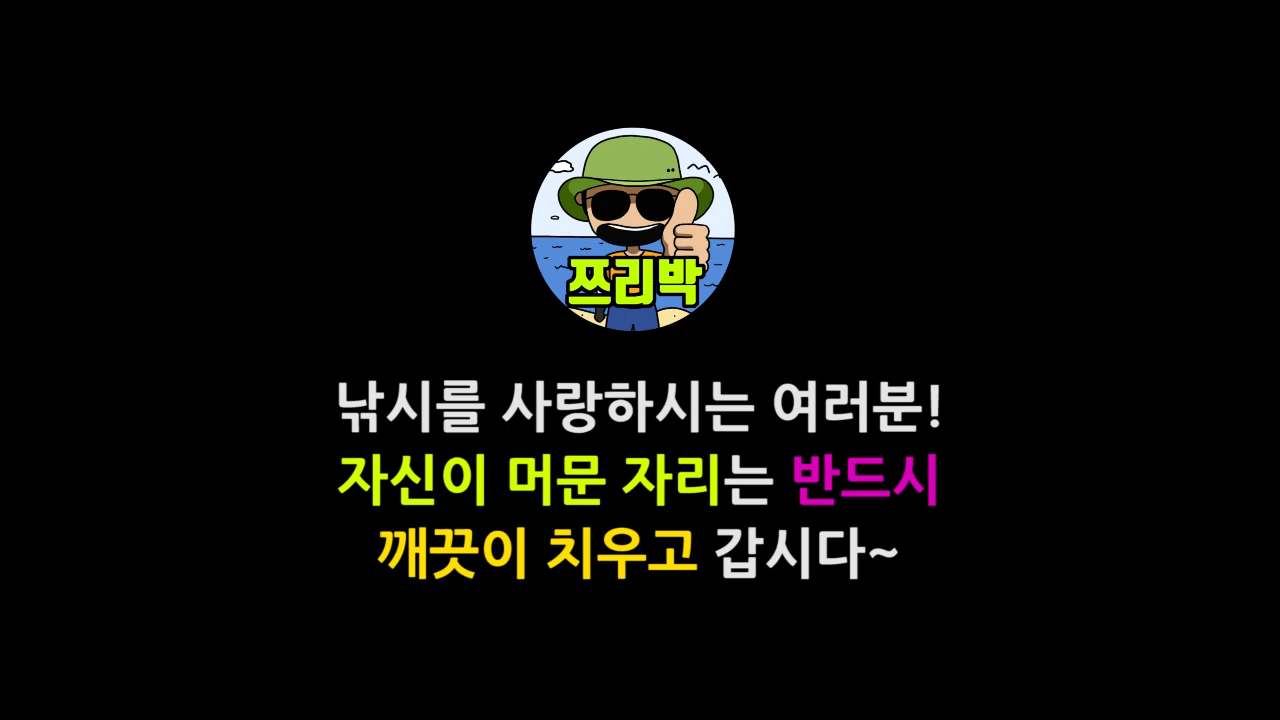 쯔리박
낚시를 사랑하시는 여러분!
자신이 머문 자리는 반드시
깨끗이 치우고 갑시다~